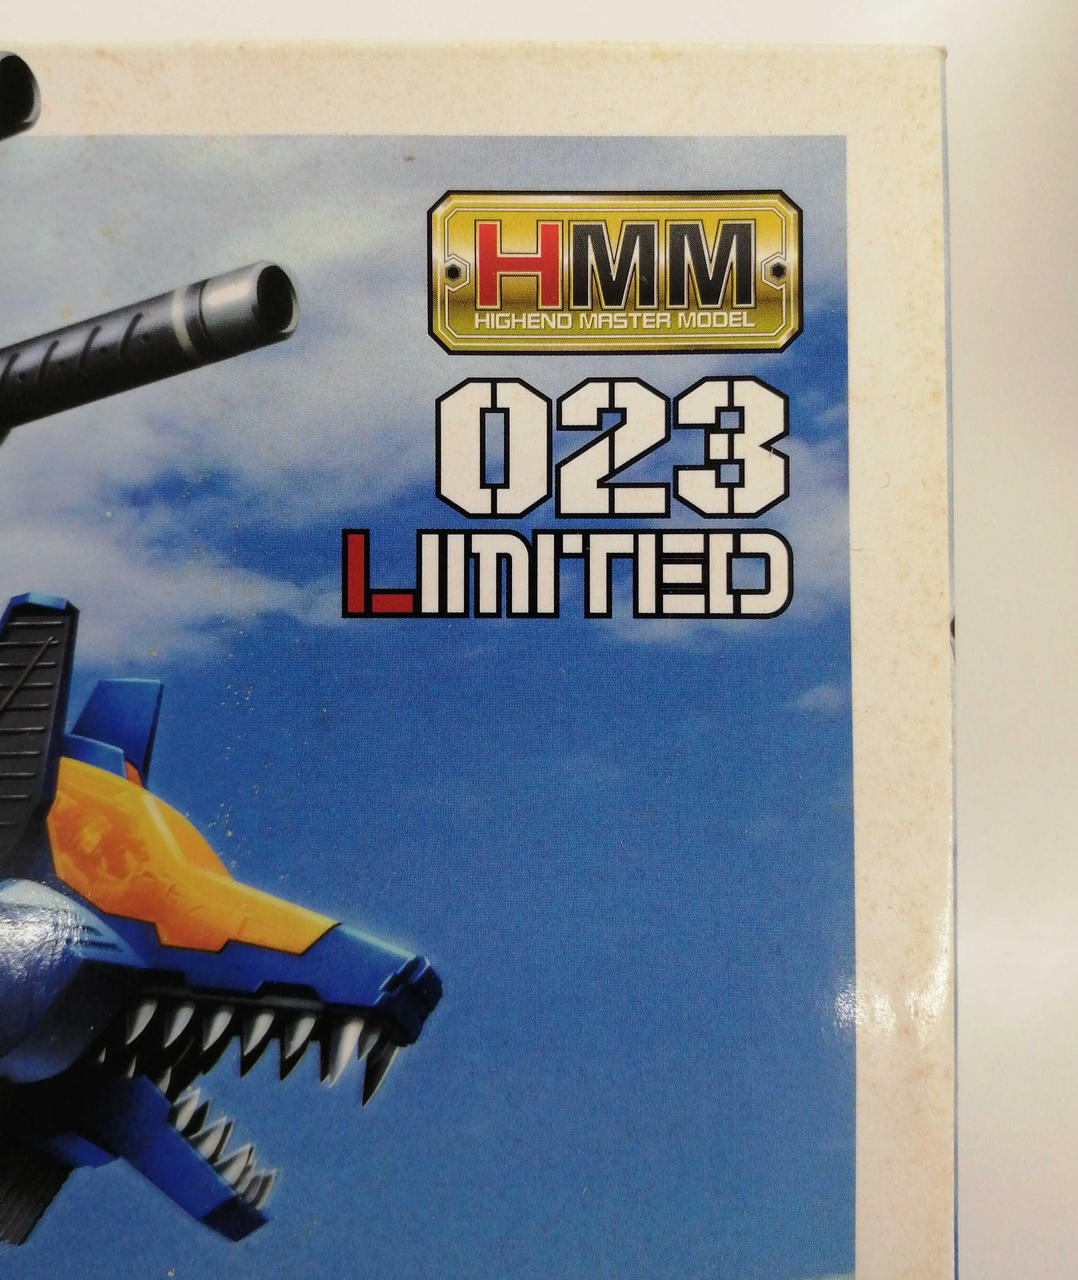 HMM
HIGHEND MASTER MODEL
023
LIMITED